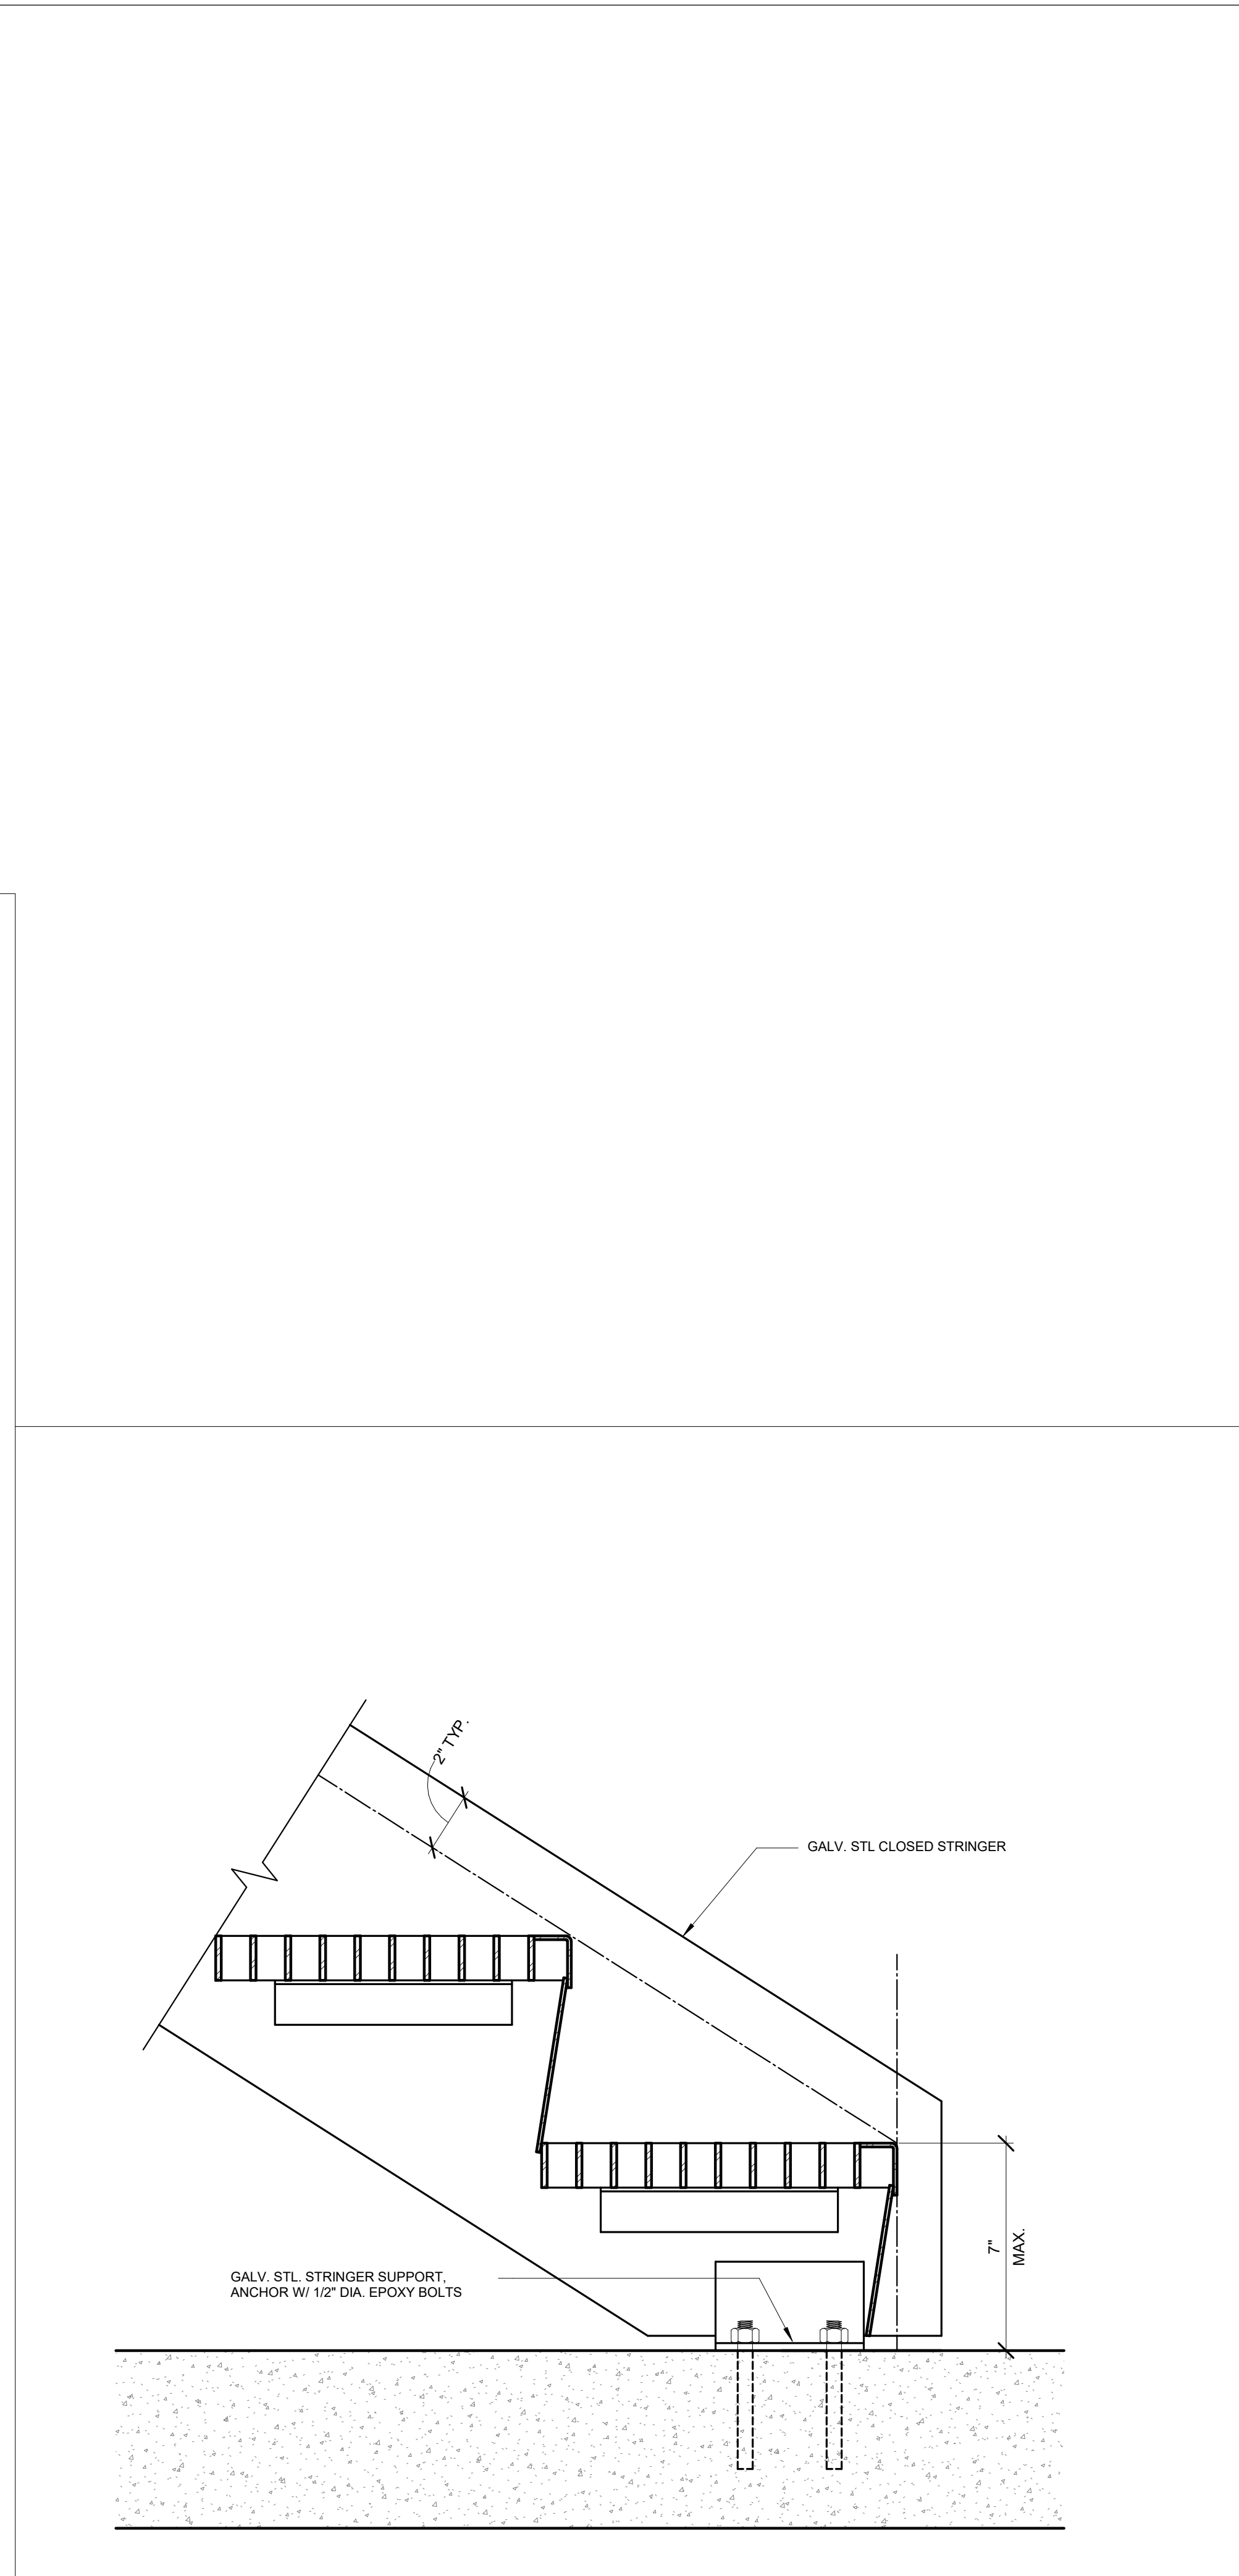 2" TYP.
GALV. STL CLOSED STRINGER
7"
MAX.
GALV. STL. STRINGER SUPPORT,
ANCHOR W/ 1/2" DIA. EPOXY BOLTS